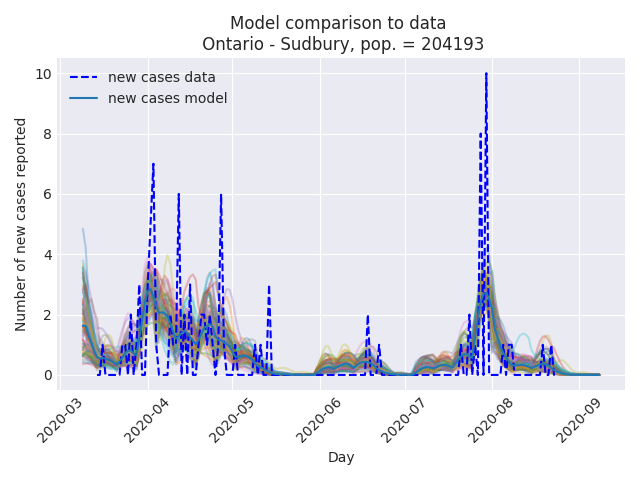 Model comparison to data
Ontario - Sudbury, pop. = 204193
new cases data
new cases model
Number of new cases reported
10
8
6
4
2
0
2020-03
2020-04
2020-05
2020-06
2020-07
2020-08
2020-09
Day